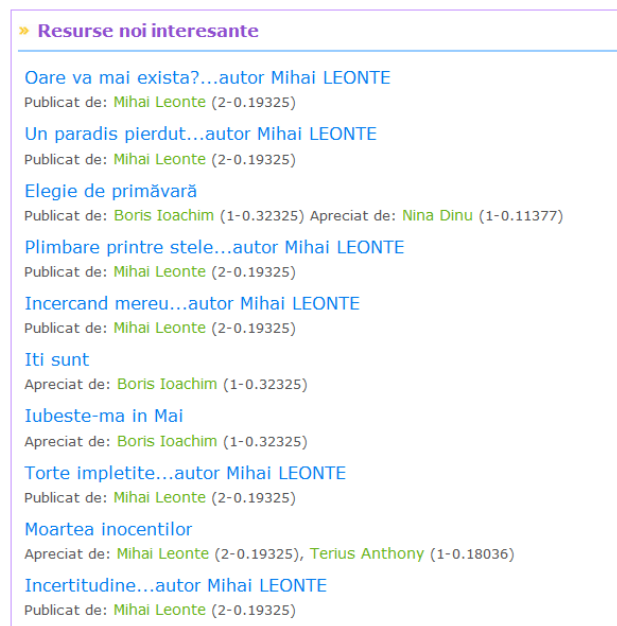 » Resurse noi interesante
Oare va mai exista?...autor Mihai LEONTE
Publicat de: Mihai Leonte (2-0.19325)
Un paradis pierdut...autor Mihai LEONTE
Publicat de: Mihai Leonte (2-0.19325)
Elegie de primăvară
Publicat de: Boris Ioachim (1-0.32325) Apreciat de: Nina Dinu (1-0.11377)
Plimbare printre stele...autor Mihai LEONTE
Publicat de: Mihai Leonte (2-0.19325)
Incercand mereu...autor Mihai LEONTE
Publicat de: Mihai Leonte (2-0.19325)
Iti sunt
Apreciat de: Boris Ioachim (1-0.32325)
Iubeste-ma in Mai
Apreciat de: Boris Ioachim (1-0.32325)
Torte impletite...autor Mihai LEONTE
Publicat de: Mihai Leonte (2-0.19325)
Moartea inocentilor
Apreciat de: Mihai Leonte (2-0.19325), Terius Anthony (1-0.18036)
Incertitudine...autor Mihai LEONTE
Publicat de: Mihai Leonte (2-0.19325)